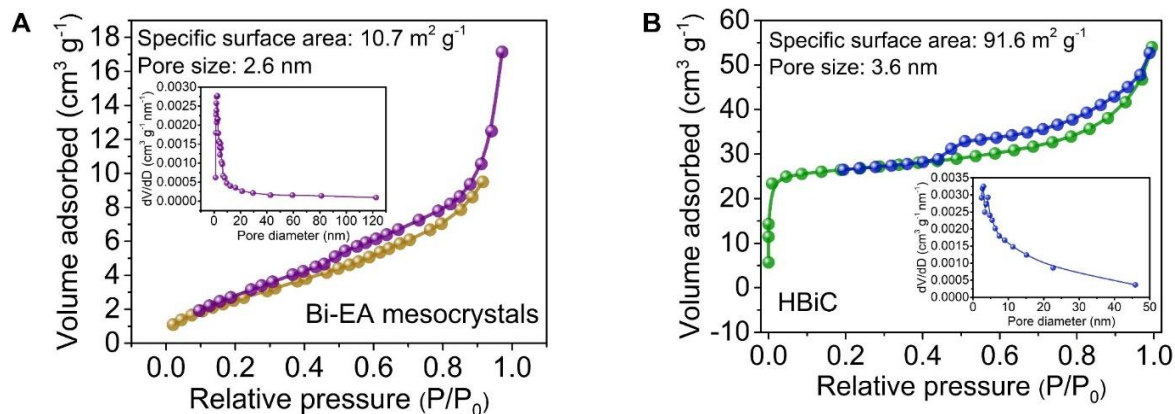 A
Volume adsorbed (cm³ g⁻¹)
18
16
14
12
10
8
6
4
2
0
Specific surface area: 10.7 m² g⁻¹
Pore size: 2.6 nm
dV/dD (cm³ g⁻¹ nm⁻¹)
0.0030
0.0025
0.0020
0.0015
0.0010
0.0005
0.0000
0 20 40 60 80 100 120
Pore diameter (nm)
Bi-EA mesocrystals
0.0 0.2 0.4 0.6 0.8 1.0
Relative pressure (P/P₀)
B
Volume adsorbed (cm³ g⁻¹)
60
50
40
30
20
10
0
-10
Specific surface area: 91.6 m² g⁻¹
Pore size: 3.6 nm
dV/dD (cm³ g⁻¹ nm⁻¹)
0.0035
0.0030
0.0025
0.0020
0.0015
0.0010
0.0005
0.0000
0 10 20 30 40 50
Pore diameter (nm)
HBiC
0.0 0.2 0.4 0.6 0.8 1.0
Relative pressure (P/P₀)